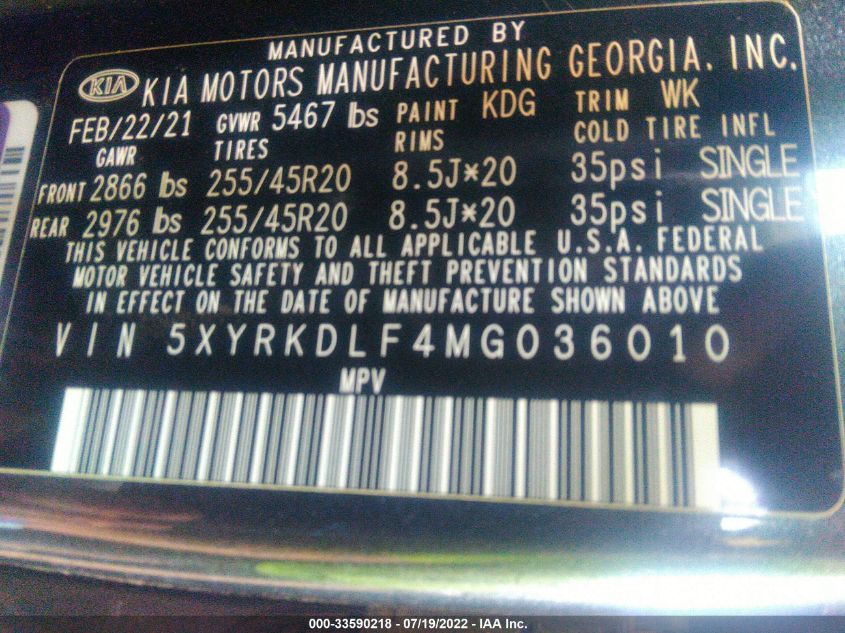 MANUFACTURED BY
KIA KIA MOTORS MANUFACTURING GEORGIA, INC.
FEB/22/21 GVWR 5467 lbs PAINT KDG TRIM WK
GAWR TIRES RIMS COLD TIRE INFL
FRONT 2866 lbs 255/45R20 8.5J×20 35psi SINGLE
REAR 2976 lbs 255/45R20 8.5J×20 35psi SINGLE
THIS VEHICLE CONFORMS TO ALL APPLICABLE U.S.A. FEDERAL
MOTOR VEHICLE SAFETY AND THEFT PREVENTION STANDARDS
IN EFFECT ON THE DATE OF MANUFACTURE SHOWN ABOVE
VIN 5XYRKDLF4MG036010
MPV
000-33590218 - 07/19/2022 - IAA Inc.